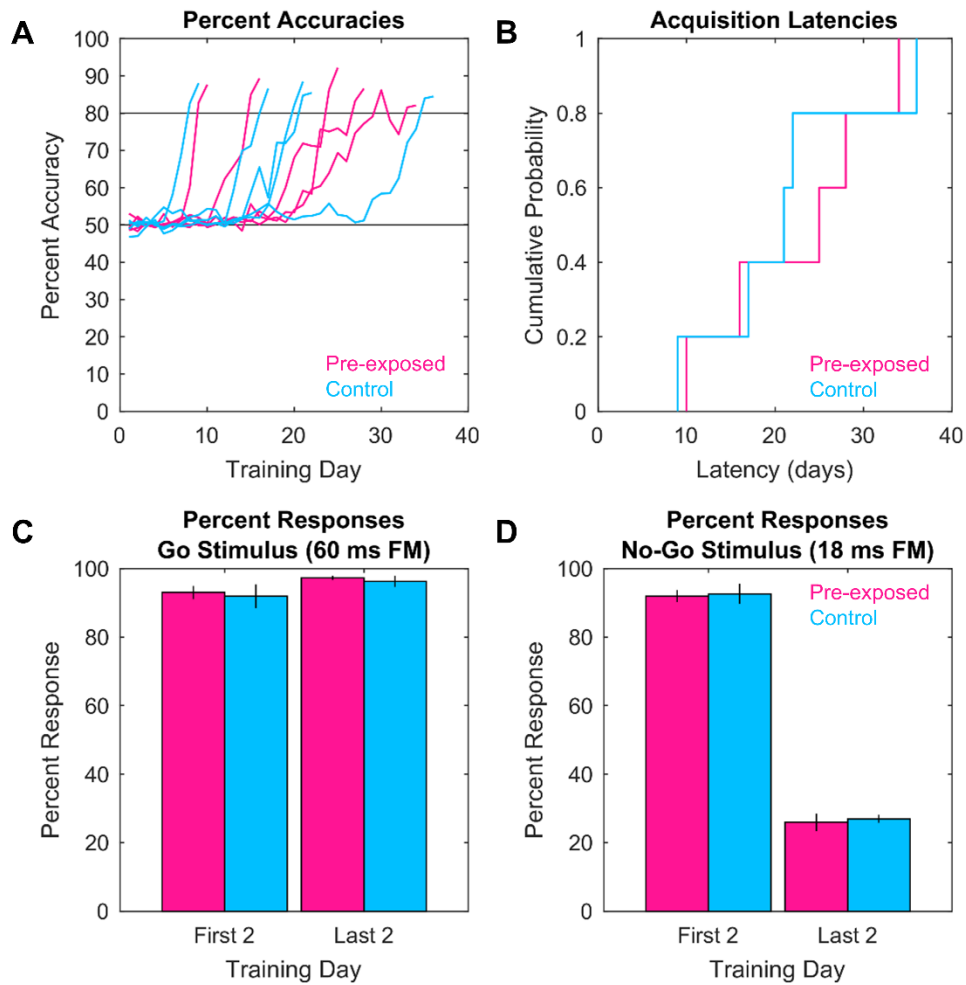 A
Percent Accuracies
100
90
80
70
60
50
40
30
20
10
0
Percent Accuracy
Pre-exposed
Control
0 10 20 30 40
Training Day
B
Acquisition Latencies
1
0.8
0.6
0.4
0.2
0
Cumulative Probability
Pre-exposed
Control
0 10 20 30 40
Latency (days)
C
Percent Responses
Go Stimulus (60 ms FM)
100
80
60
40
20
0
Percent Response
First 2 Last 2
Training Day
D
Percent Responses
No-Go Stimulus (18 ms FM)
100
80
60
40
20
0
Percent Response
Pre-exposed
Control
First 2 Last 2
Training Day